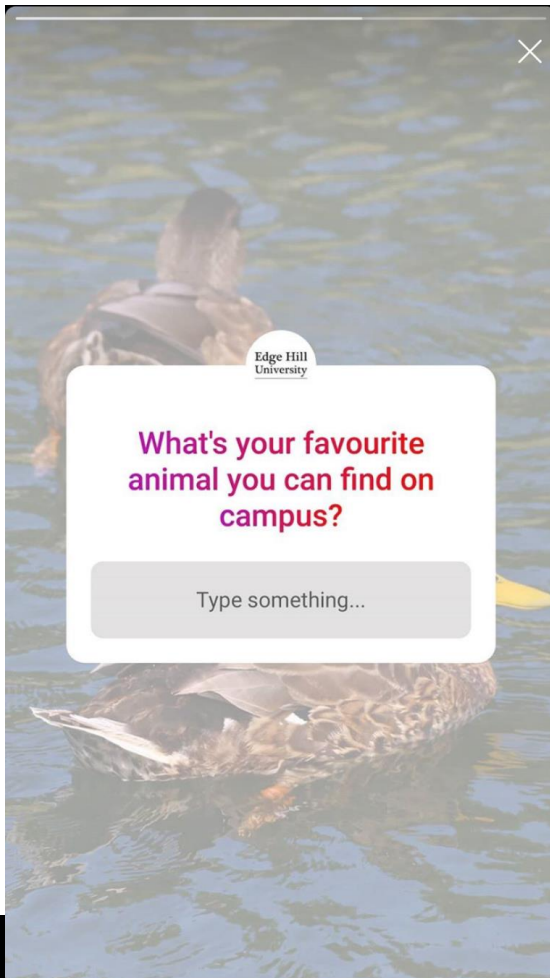 Edge Hill
University
What's your favourite
animal you can find on
campus?
Type something...